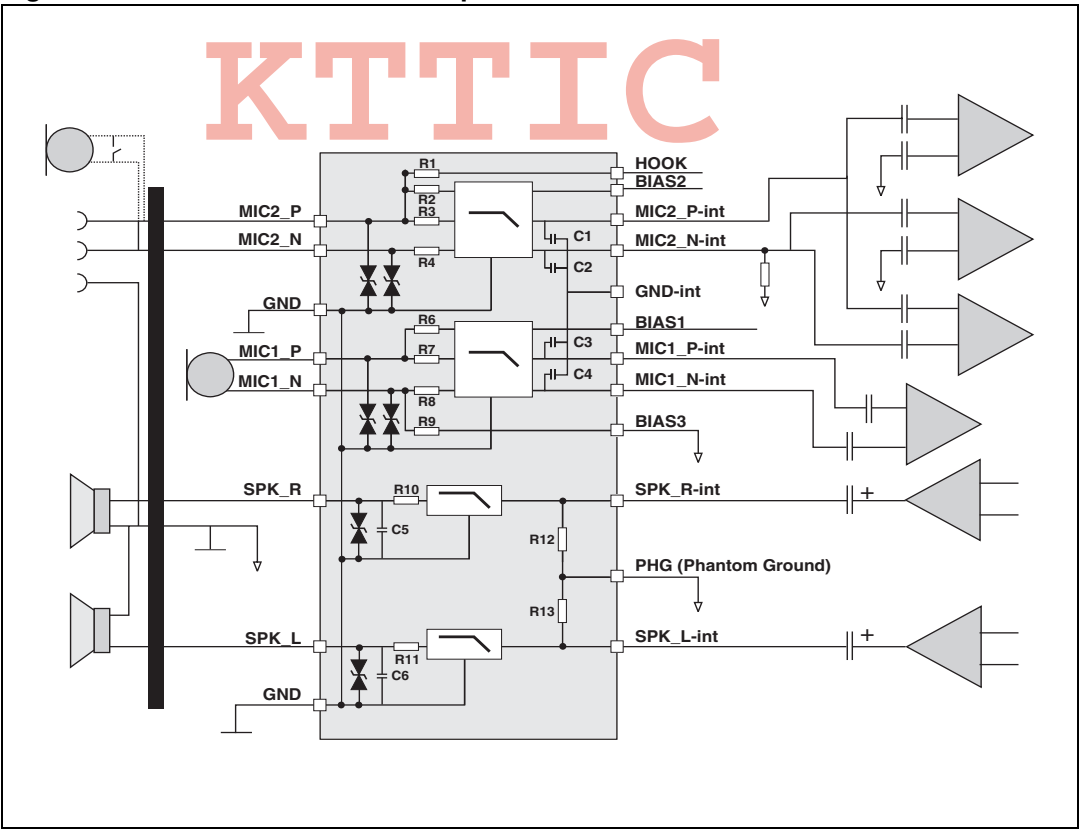 KTTIC
R1
HOOK
R2
BIAS2
MIC2_P
R3
MIC2_P-int
C1
MIC2_N
R4
MIC2_N-int
C2
GND
GND-int
R6
BIAS1
C3
MIC1_P
R7
MIC1_P-int
C4
MIC1_N
R8
MIC1_N-int
R9
BIAS3
SPK_R
R10
SPK_R-int
+
C5
R12
PHG (Phantom Ground)
R13
SPK_L
R11
SPK_L-int
+
C6
GND